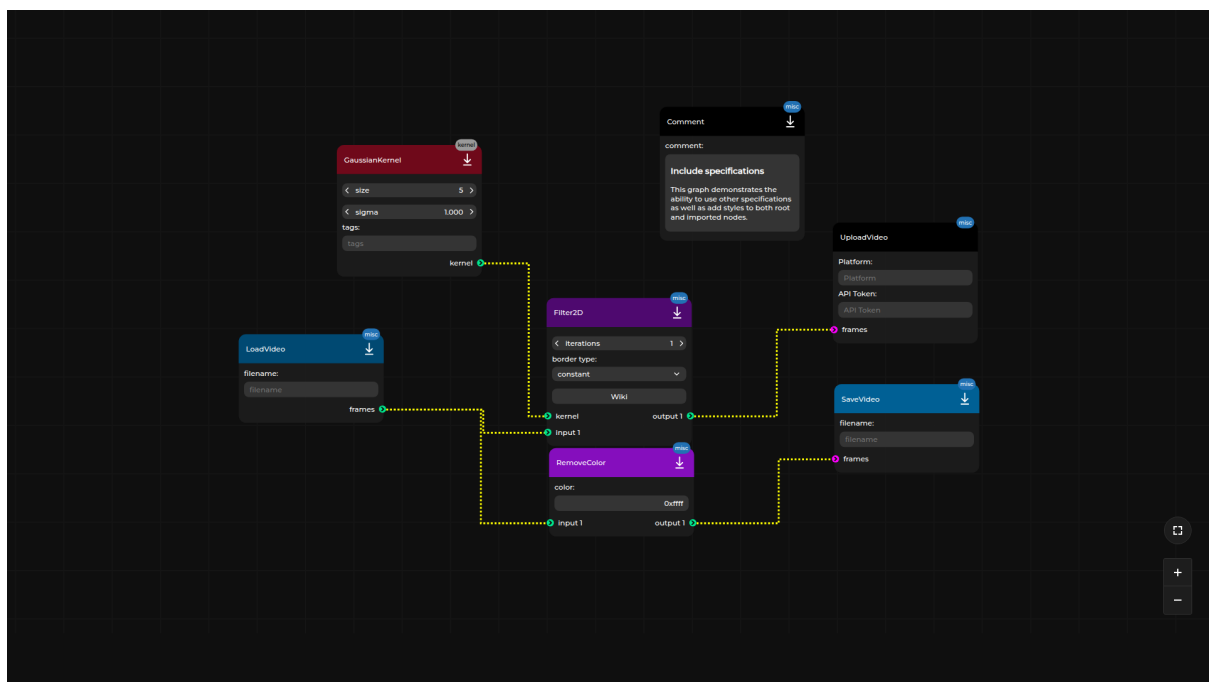 misc
Comment
comment:
Include specifications
This graph demonstrates the
ability to use other specifications
as well as add styles to both root
and imported nodes.
kernel
GaussianKernel
size 5
sigma 1.000
tags:
tags
kernel
misc
UploadVideo
Platform:
Platform
API Token:
API Token
frames
misc
Filter2D
Iterations 1
border type:
constant
Wiki
kernel output 1
input 1
misc
LoadVideo
filename:
filename
frames
misc
SaveVideo
filename:
filename
frames
misc
RemoveColor
color:
0xffff
input 1 output 1